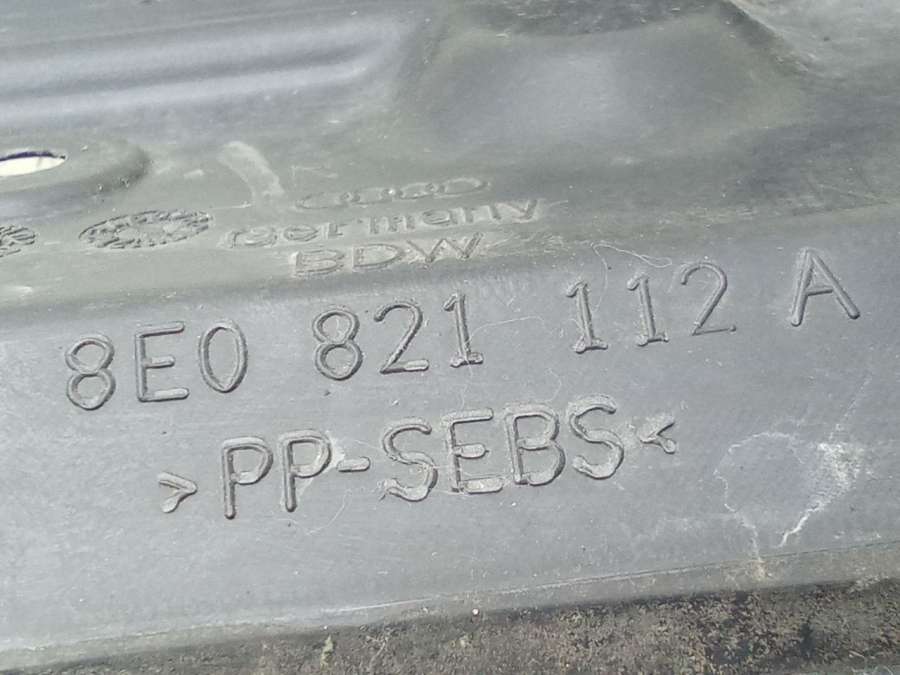 Germany
BDW
8E0 821 112 A
>PP-SEBS<